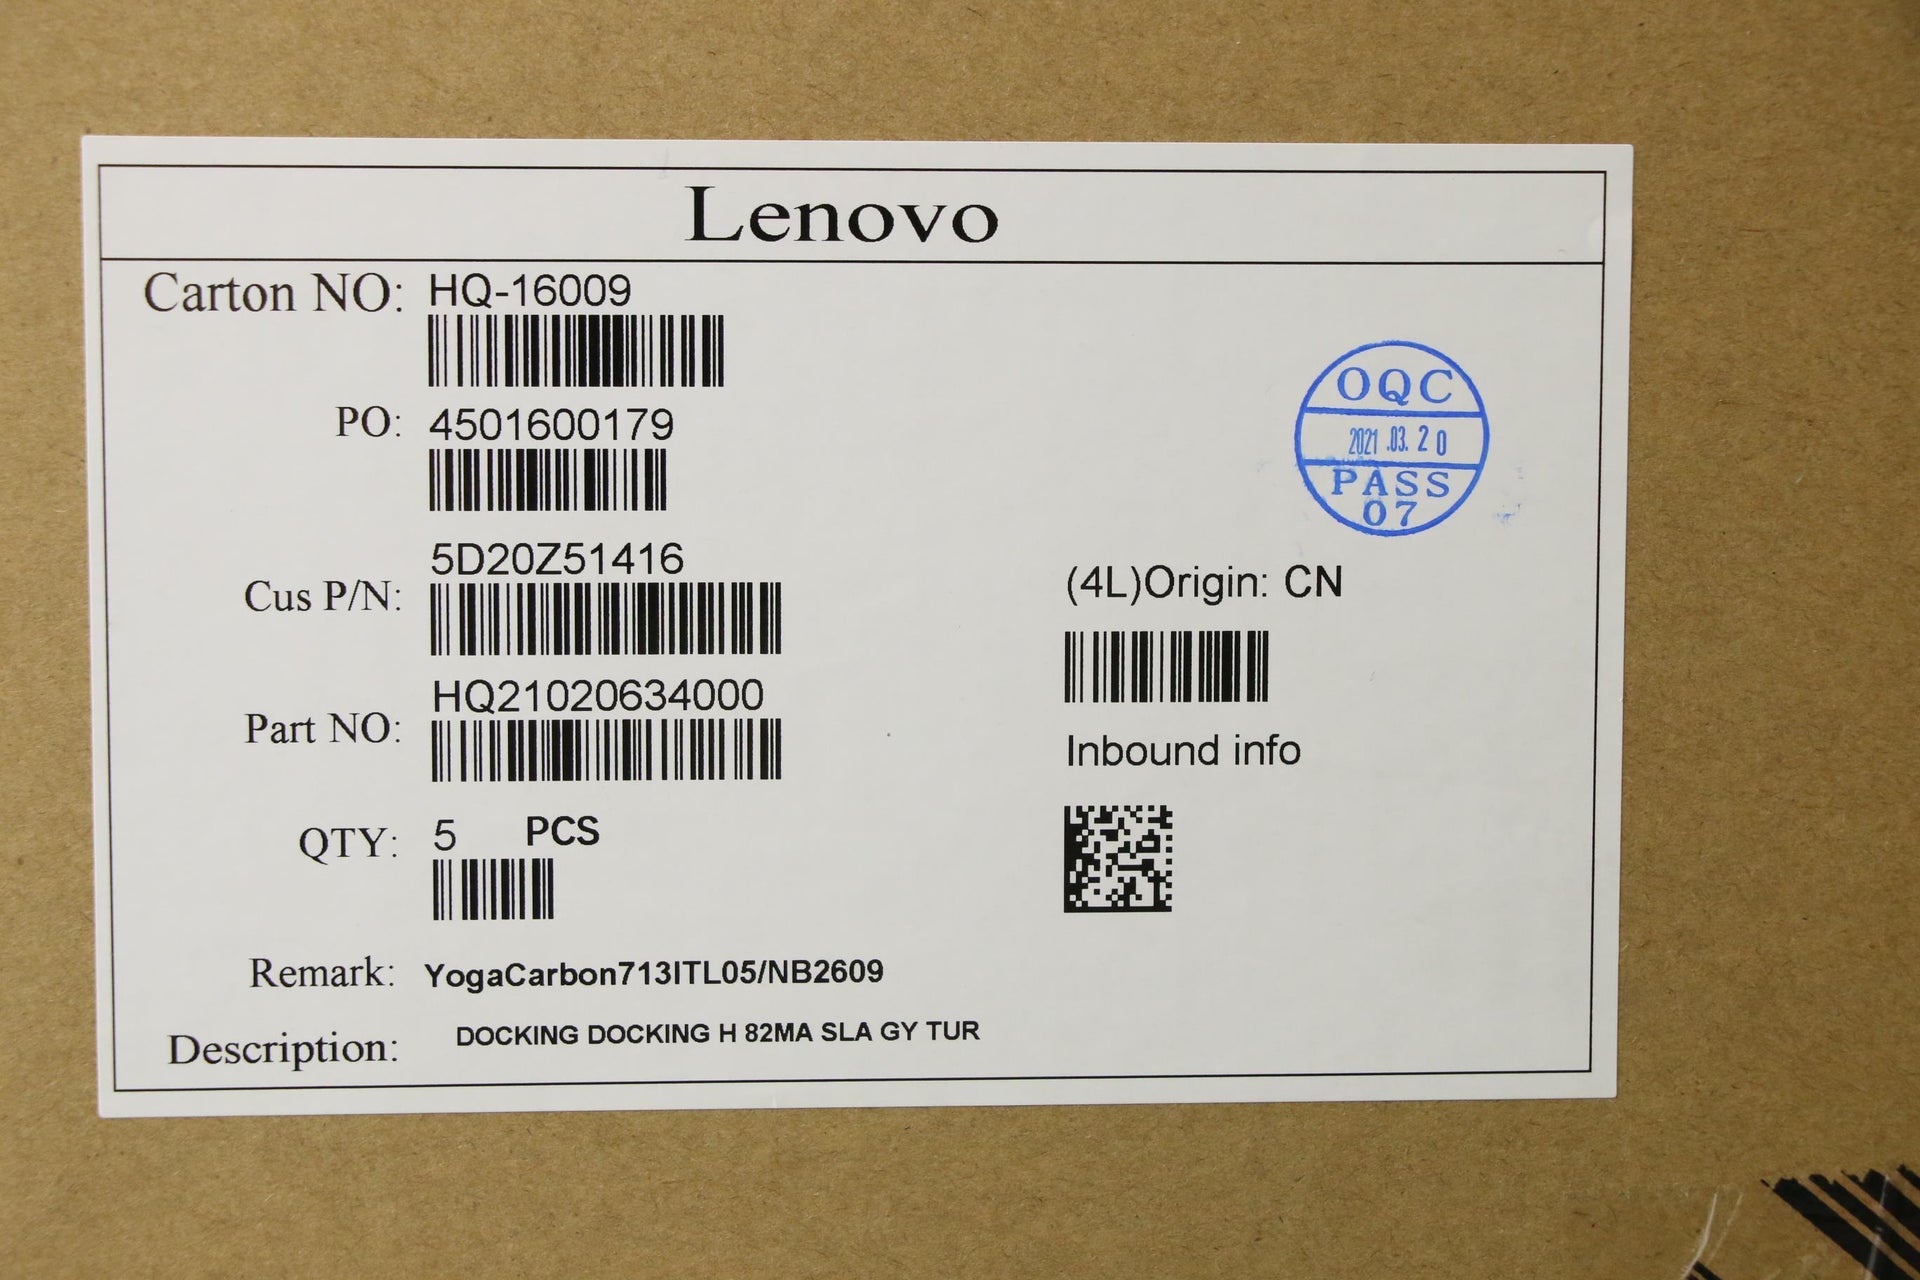 Lenovo
Carton NO: HQ-16009
PO: 4501600179
Cus P/N: 5D20Z51416
Part NO: HQ21020634000
QTY: 5 PCS
Remark: YogaCarbon713ITL05/NB2609
Description: DOCKING DOCKING H 82MA SLA GY TUR
OQC
2021.03.20
PASS
07
(4L)Origin: CN
Inbound info